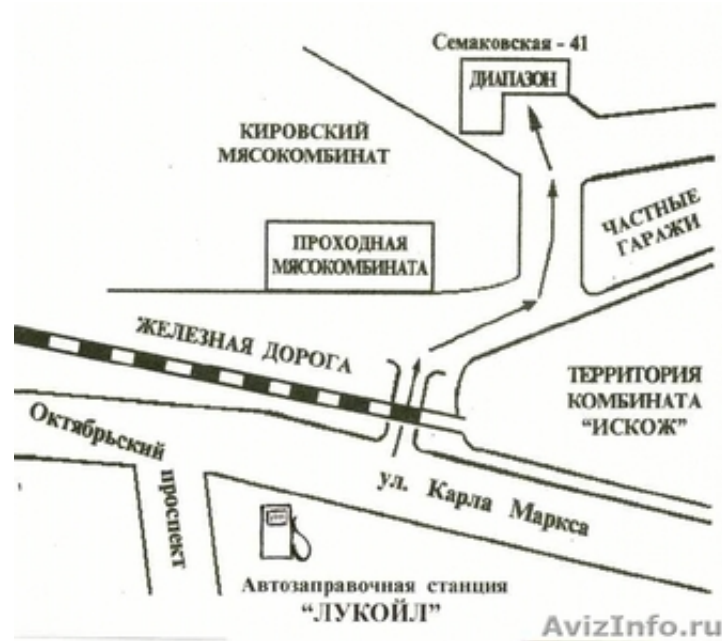 Семаковская - 41
ДИАПАЗОН
КИРОВСКИЙ
МЯСОКОМБИНАТ
ЧАСТНЫЕ
ГАРАЖИ
ПРОХОДНАЯ
МЯСОКОМБИНАТА
ЖЕЛЕЗНАЯ ДОРОГА
ТЕРРИТОРИЯ
КОМБИНАТА
"ИСКОЖ"
Октябрьский
проспект
ул. Карла Маркса
Автозаправочная станция
"ЛУКОЙЛ"
AvizInfo.ru